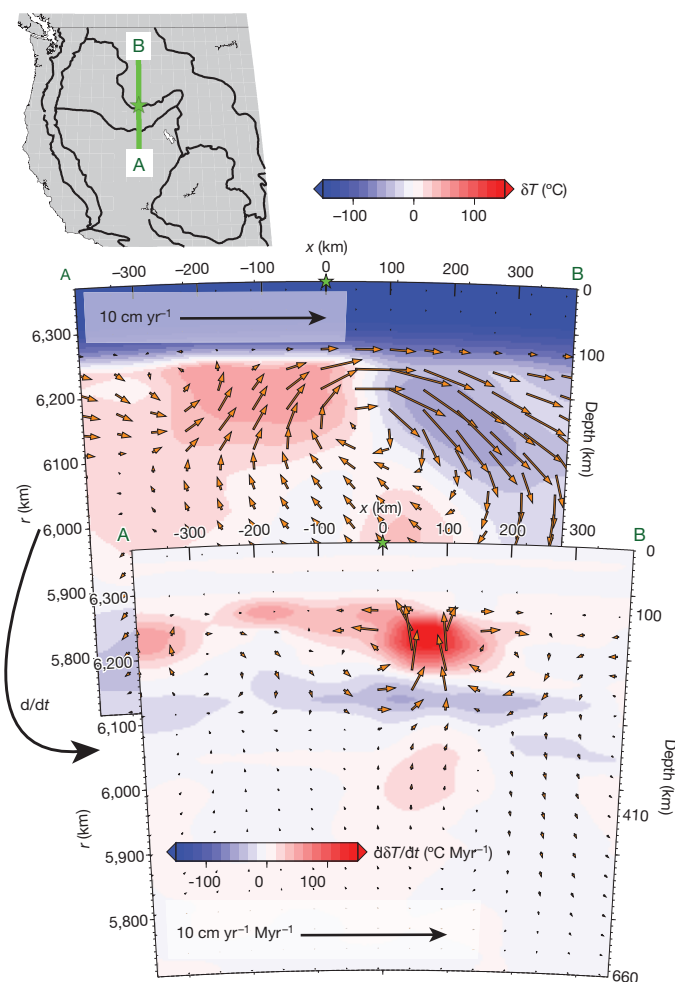 B
A
δT (°C)
−100 0 100
x (km)
A −300 −200 −100 0 100 200 300 B
0
10 cm yr−1
6,300
100
6,200
Depth (km)
6100
r (km)
6,000
x (km)
A -300 -200 -100 0 100 200 300 B
0
5,900
6,300
100
5,800
6,200
d/dt
6,100
Depth (km)
6,000
410
r (km)
5,900
dδT/dt (°C Myr−1)
-100 0 100
5,800
10 cm yr−1 Myr−1
660